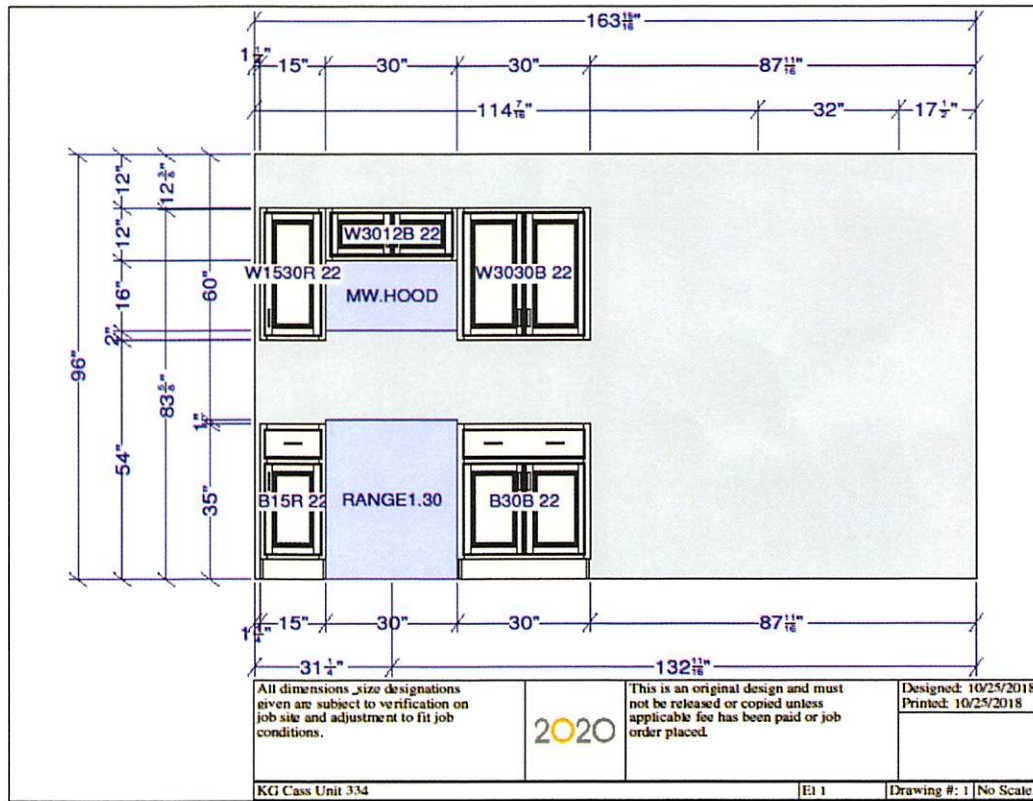 163 15/16"
1 1/4" 15" 30" 30" 87 11/16"
114 7/16" 32" 17 1/2"
96"
12" 12" 16" 2" 54"
12 3/8" 83 5/8"
60" 1" 35"
W1530R 22
W3012B 22
W3030B 22
MW.HOOD
B15R 22
RANGE1.30
B30B 22
1 1/4" 15" 30" 30" 87 11/16"
31 1/4" 132 11/16"
All dimensions _size designations
given are subject to verification on
job site and adjustment to fit job
conditions.
2020
This is an original design and must
not be released or copied unless
applicable fee has been paid or job
order placed.
Designed: 10/25/2018
Printed: 10/25/2018
KG Cass Unit 334
El 1
Drawing #: 1
No Scale